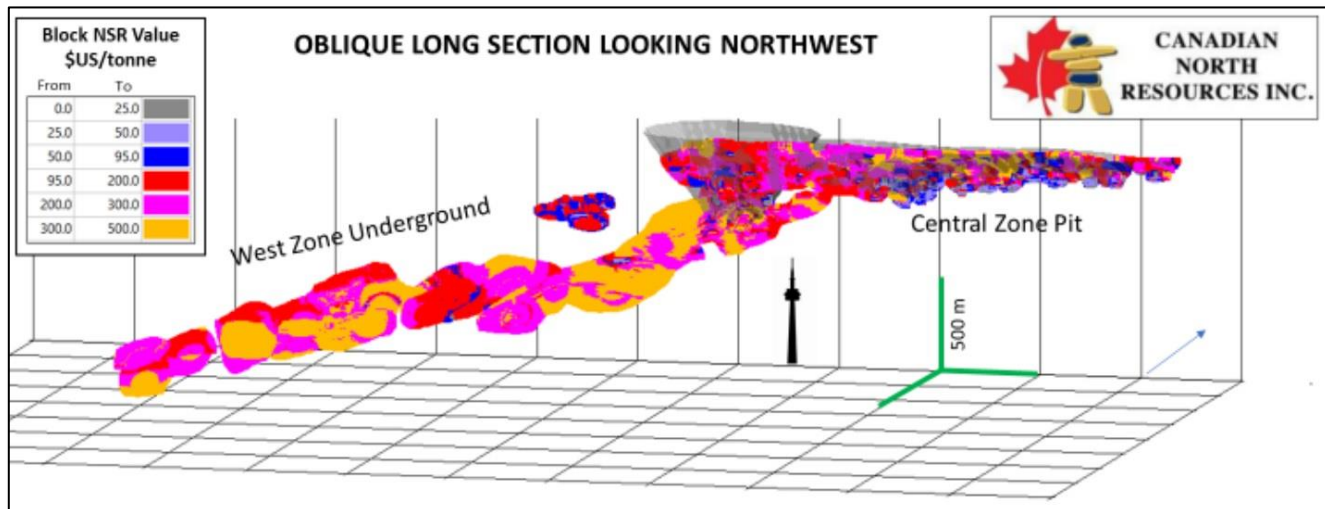 Block NSR Value
$US/tonne
From To
0.0 25.0
25.0 50.0
50.0 95.0
95.0 200.0
200.0 300.0
300.0 500.0
OBLIQUE LONG SECTION LOOKING NORTHWEST
CANADIAN
NORTH
RESOURCES INC.
West Zone Underground
Central Zone Pit
500 m